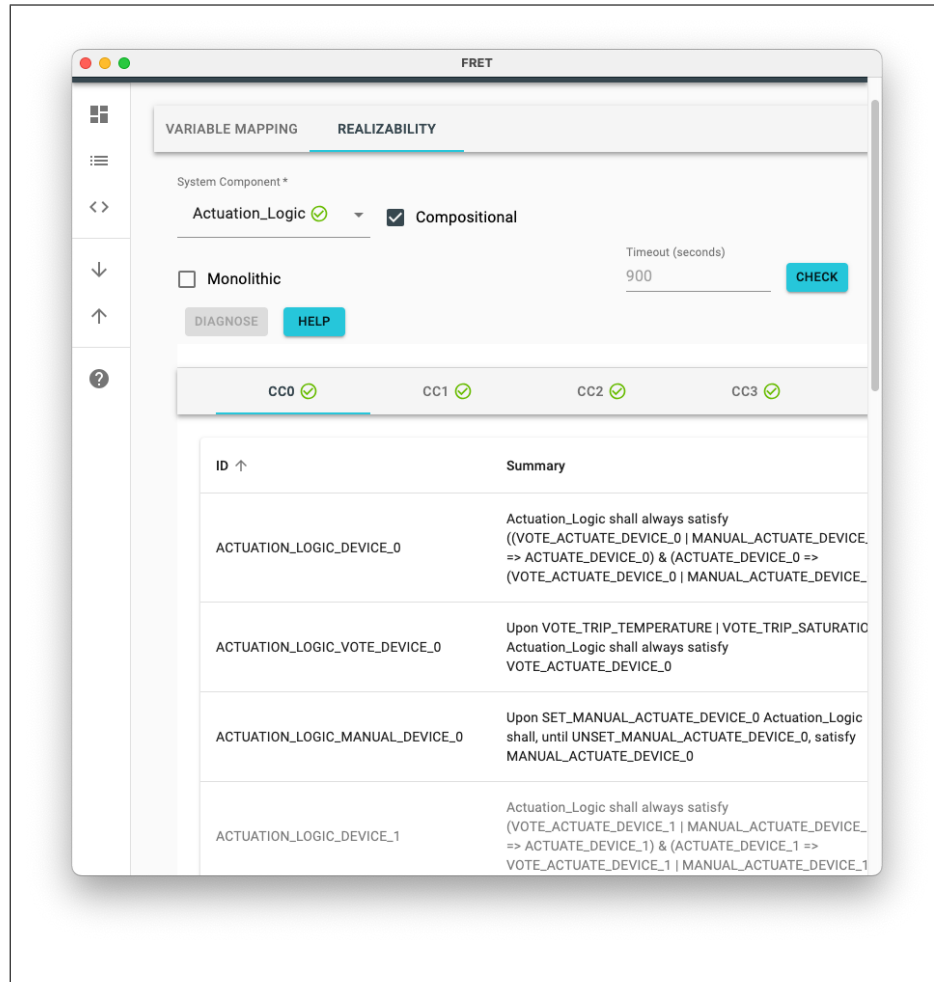 FRET
VARIABLE MAPPING REALIZABILITY
System Component *
Actuation_Logic Compositional
Timeout (seconds)
Monolithic 900 CHECK
DIAGNOSE HELP
CC0 CC1 CC2 CC3
ID Summary
Actuation_Logic shall always satisfy
((VOTE_ACTUATE_DEVICE_0 | MANUAL_ACTUATE_DEVICE_
ACTUATION_LOGIC_DEVICE_0 => ACTUATE_DEVICE_0) & (ACTUATE_DEVICE_0 =>
(VOTE_ACTUATE_DEVICE_0 | MANUAL_ACTUATE_DEVICE_
Upon VOTE_TRIP_TEMPERATURE | VOTE_TRIP_SATURATIO
ACTUATION_LOGIC_VOTE_DEVICE_0 Actuation_Logic shall always satisfy
VOTE_ACTUATE_DEVICE_0
Upon SET_MANUAL_ACTUATE_DEVICE_0 Actuation_Logic
ACTUATION_LOGIC_MANUAL_DEVICE_0 shall, until UNSET_MANUAL_ACTUATE_DEVICE_0, satisfy
MANUAL_ACTUATE_DEVICE_0
Actuation_Logic shall always satisfy
(VOTE_ACTUATE_DEVICE_1 | MANUAL_ACTUATE_DEVICE_
ACTUATION_LOGIC_DEVICE_1 => ACTUATE_DEVICE_1) & (ACTUATE_DEVICE_1 =>
VOTE_ACTUATE_DEVICE_1 | MANUAL_ACTUATE_DEVICE_1